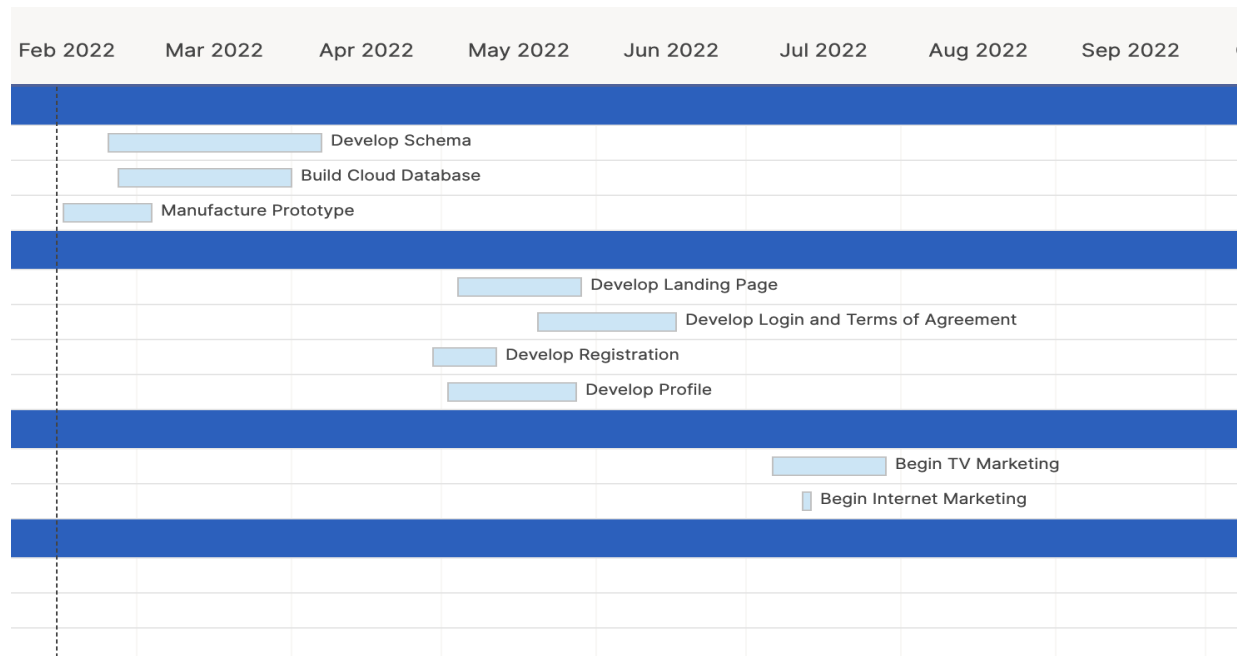 Feb 2022 Mar 2022 Apr 2022 May 2022 Jun 2022 Jul 2022 Aug 2022 Sep 2022
Develop Schema
Build Cloud Database
Manufacture Prototype
Develop Landing Page
Develop Login and Terms of Agreement
Develop Registration
Develop Profile
Begin TV Marketing
Begin Internet Marketing